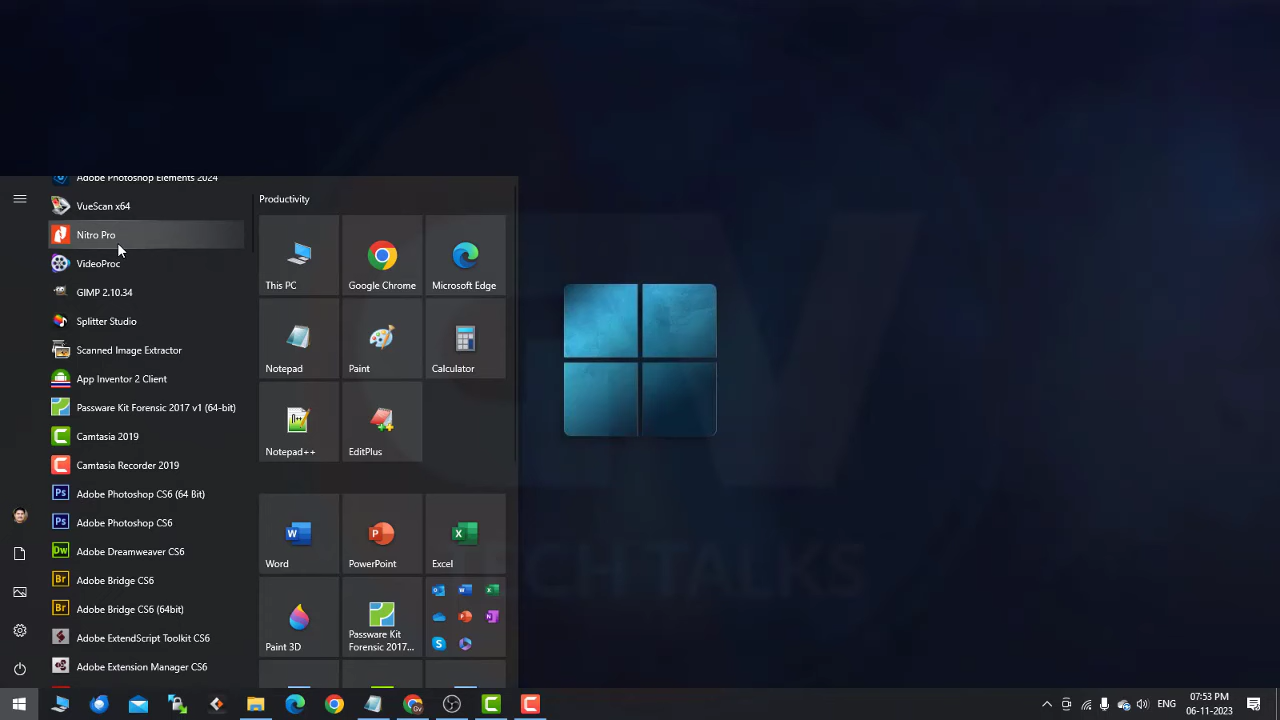 Adobe Photoshop Elements 2024
VueScan x64
Nitro Pro
VideoProc
GIMP 2.10.34
Splitter Studio
Scanned Image Extractor
App Inventor 2 Client
Passware Kit Forensic 2017 v1 (64-bit)
Camtasia 2019
Camtasia Recorder 2019
Adobe Photoshop CS6 (64 Bit)
Adobe Photoshop CS6
Adobe Dreamweaver CS6
Adobe Bridge CS6
Adobe Bridge CS6 (64bit)
Adobe ExtendScript Toolkit CS6
Adobe Extension Manager CS6
Productivity
This PC
Google Chrome
Microsoft Edge
Notepad
Paint
Calculator
Notepad++
EditPlus
Word
PowerPoint
Excel
Paint 3D
Passware Kit
Forensic 2017...
TECH TALKS
ENG
07:53 PM
06-11-2023